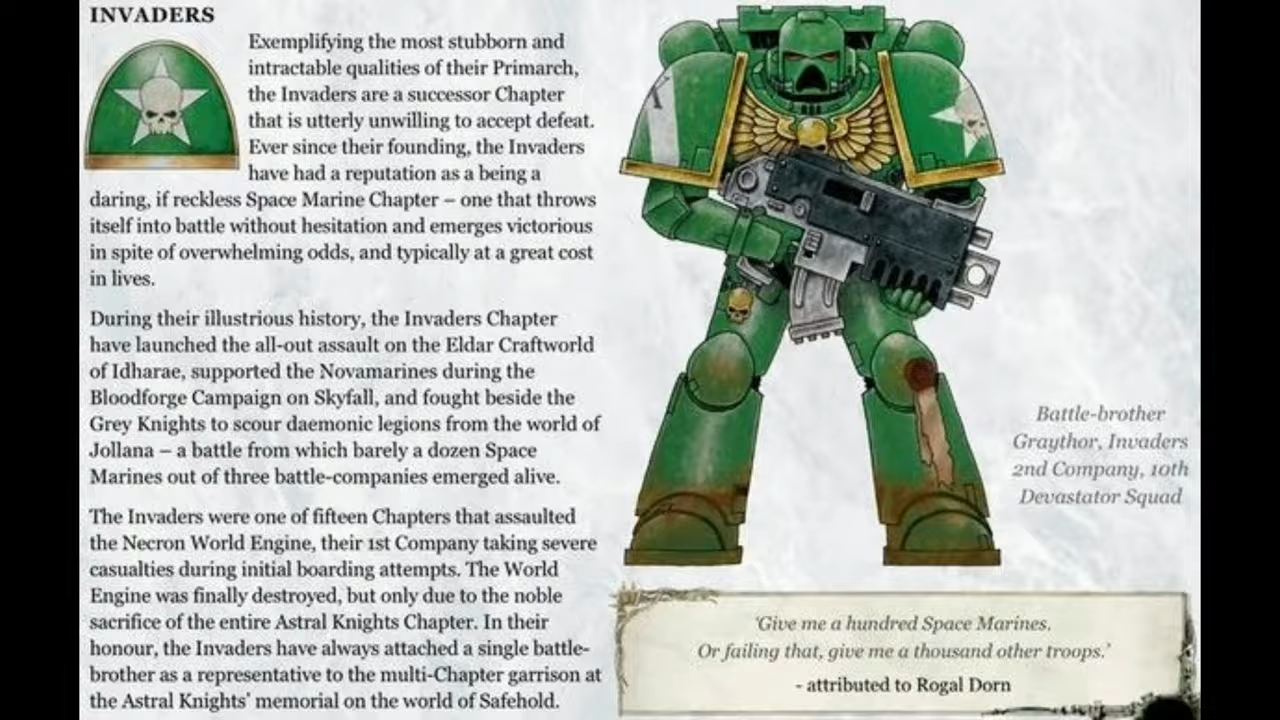 INVADERS
Exemplifying the most stubborn and
intractable qualities of their Primarch,
the Invaders are a successor Chapter
that is utterly unwilling to accept defeat.
Ever since their founding, the Invaders
have had a reputation as a being a
daring, if reckless Space Marine Chapter – one that throws
itself into battle without hesitation and emerges victorious
in spite of overwhelming odds, and typically at a great cost
in lives.
During their illustrious history, the Invaders Chapter
have launched the all-out assault on the Eldar Craftworld
of Idharae, supported the Novamarines during the
Bloodforge Campaign on Skyfall, and fought beside the
Grey Knights to scour daemonic legions from the world of
Jollana – a battle from which barely a dozen Space
Marines out of three battle-companies emerged alive.
The Invaders were one of fifteen Chapters that assaulted
the Necron World Engine, their 1st Company taking severe
casualties during initial boarding attempts. The World
Engine was finally destroyed, but only due to the noble
sacrifice of the entire Astral Knights Chapter. In their
honour, the Invaders have always attached a single battle-
brother as a representative to the multi-Chapter garrison at
the Astral Knights' memorial on the world of Safehold.
X
Battle-brother
Graythor, Invaders
2nd Company, 10th
Devastator Squad
'Give me a hundred Space Marines.
Or failing that, give me a thousand other troops.'
- attributed to Rogal Dorn